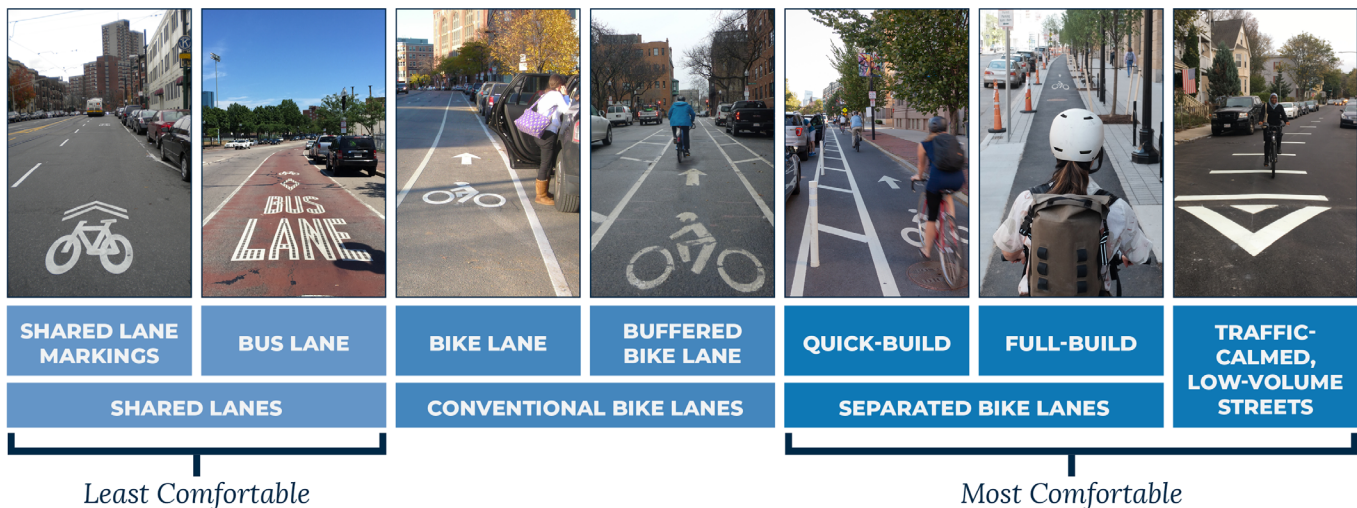 BUS
LANE
SHARED LANE
MARKINGS
BUS LANE
BIKE LANE
BUFFERED
BIKE LANE
QUICK-BUILD
FULL-BUILD
TRAFFIC-
CALMED,
LOW-VOLUME
STREETS
SHARED LANES
CONVENTIONAL BIKE LANES
SEPARATED BIKE LANES
Least Comfortable
Most Comfortable